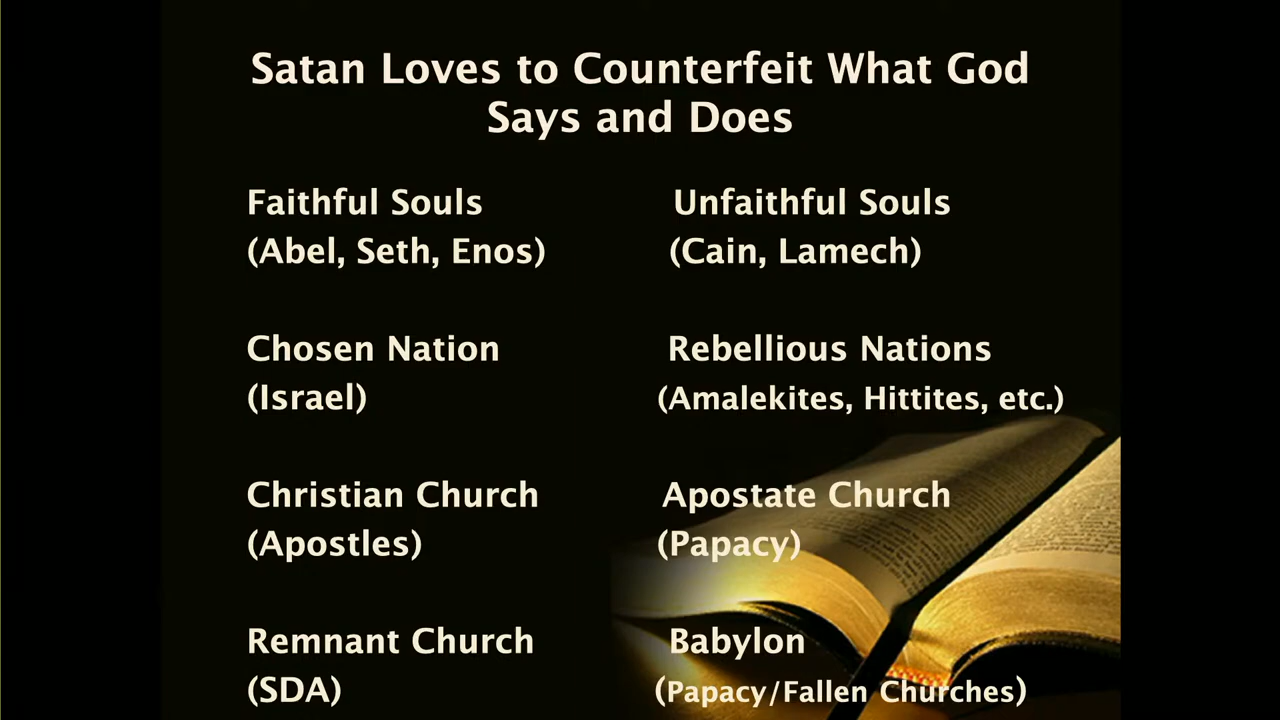 Satan Loves to Counterfeit What God
Says and Does
Faithful Souls
(Abel, Seth, Enos)
Unfaithful Souls
(Cain, Lamech)
Chosen Nation
(Israel)
Rebellious Nations
(Amalekites, Hittites, etc.)
Christian Church
(Apostles)
Apostate Church
(Papacy)
Remnant Church
(SDA)
Babylon
(Papacy/Fallen Churches)